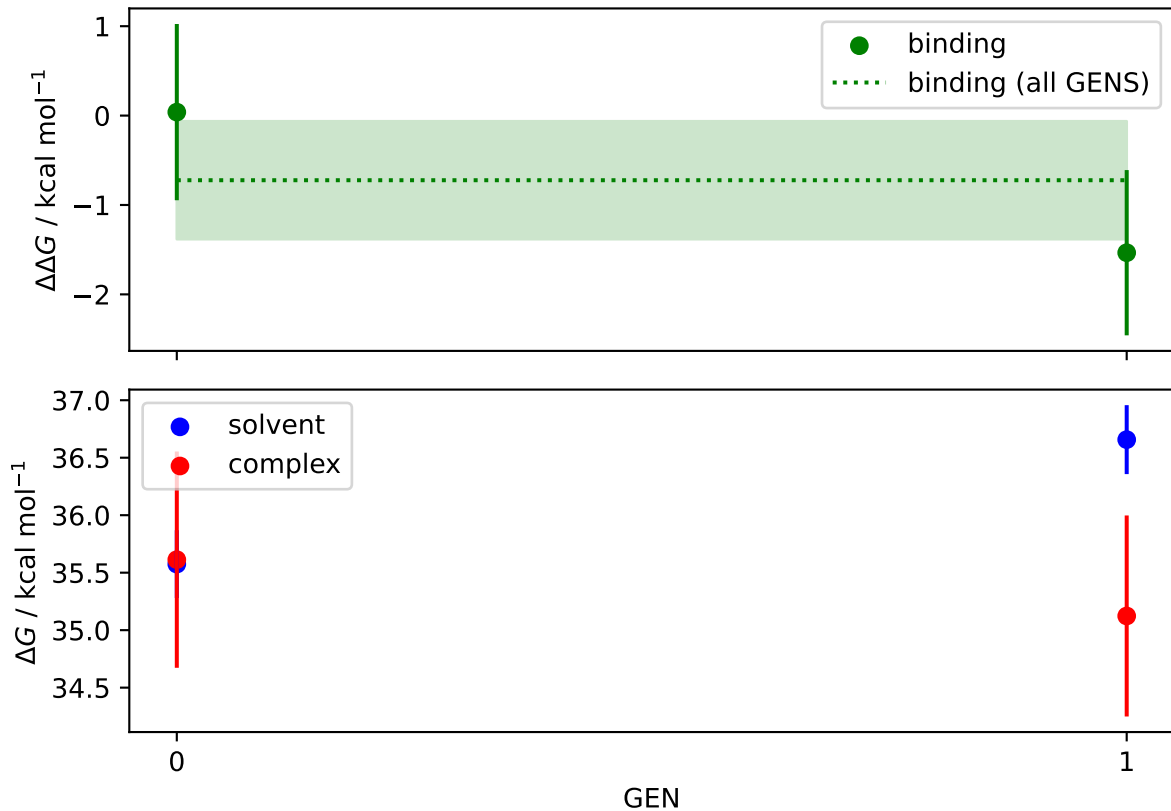 1
0
−1
−2
ΔΔG / kcal mol⁻¹
binding
binding (all GENS)
37.0
36.5
36.0
35.5
35.0
34.5
ΔG / kcal mol⁻¹
solvent
complex
0
1
GEN